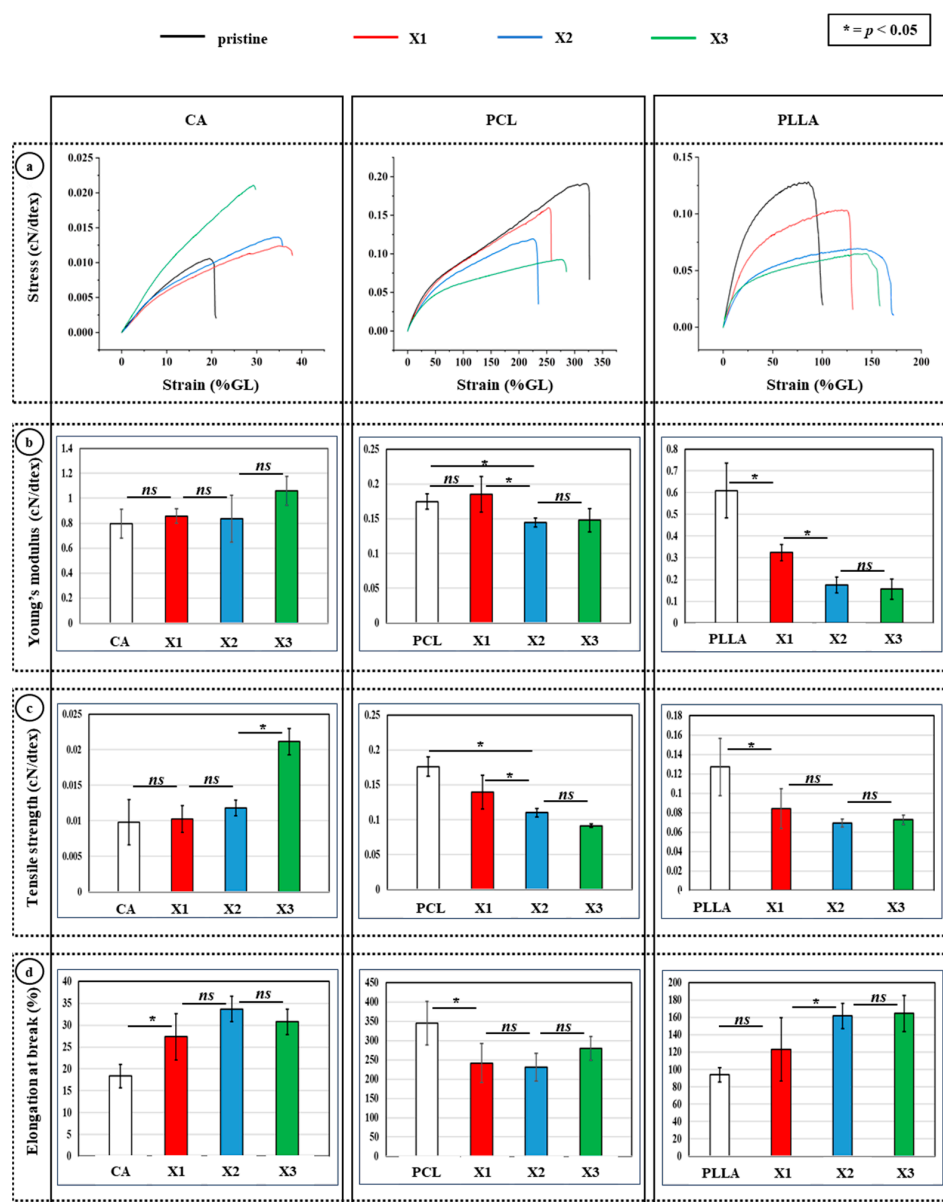 pristine X1 X2 X3 * = p < 0.05
CA PCL PLLA
a
Stress (cN/dtex)
0.025
0.020
0.015
0.010
0.005
0.000
0 10 20 30 40
Strain (%GL)
0.20
0.15
0.10
0.05
0.00
0 50 100 150 200 250 300 350
Strain (%GL)
0.15
0.10
0.05
0.00
0 50 100 150 200
Strain (%GL)
b
Young's modulus (cN/dtex)
1.4
1.2
1
0.8
0.6
0.4
0.2
0
ns ns ns
CA X1 X2 X3
0.25
0.2
0.15
0.1
0.05
0
*
ns * ns
PCL X1 X2 X3
0.8
0.7
0.6
0.5
0.4
0.3
0.2
0.1
0
* * ns
PLLA X1 X2 X3
c
Tensile strength (cN/dtex)
0.025
0.02
0.015
0.01
0.005
0
ns ns *
CA X1 X2 X3
0.25
0.2
0.15
0.1
0.05
0
*
* ns
PCL X1 X2 X3
0.18
0.16
0.14
0.12
0.1
0.08
0.06
0.04
0.02
0
* ns ns
PLLA X1 X2 X3
d
Elongation at break (%)
40
35
30
25
20
15
10
5
0
* ns ns
CA X1 X2 X3
450
400
350
300
250
200
150
100
50
0
* ns ns
PCL X1 X2 X3
200
180
160
140
120
100
80
60
40
20
0
ns * ns
PLLA X1 X2 X3